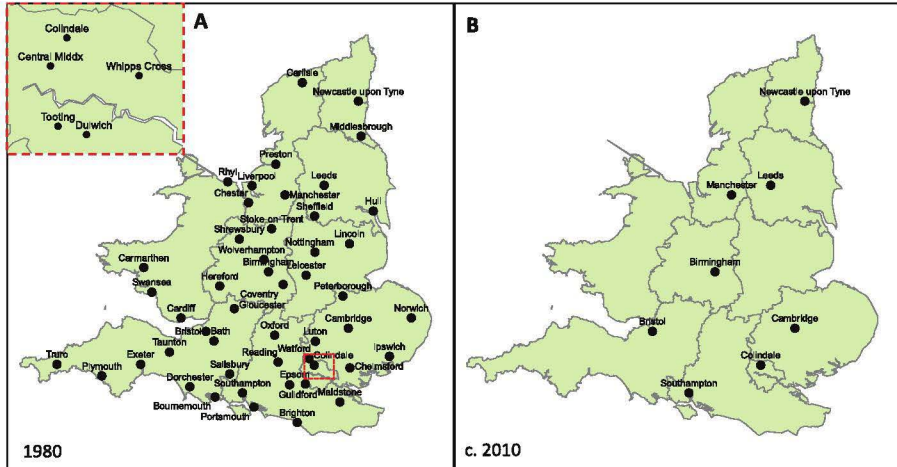 A
Colindale
Central Middx
Whipps Cross
Tooting
Dulwich
Carlisle
Newcastle upon Tyne
Middlesbrough
Preston
Rhyl
Liverpool
Leeds
Chester
Manchester
Sheffield
Hull
Stoke-on-Trent
Shrewsbury
Lincoln
Nottingham
Wolverhampton
Carmarthen
Birmingham
Leicester
Hereford
Swansea
Coventry
Peterborough
Gloucester
Norwich
Cardiff
Cambridge
Bristol
Bath
Oxford
Luton
Taunton
Watford
Colindale
Ipswich
Truro
Exeter
Reading
Chelmsford
Plymouth
Salisbury
Epsom
Dorchester
Southampton
Guildford
Maidstone
Bournemouth
Portsmouth
Brighton
1980
B
Newcastle upon Tyne
Leeds
Manchester
Birmingham
Bristol
Cambridge
Colindale
Southampton
c. 2010